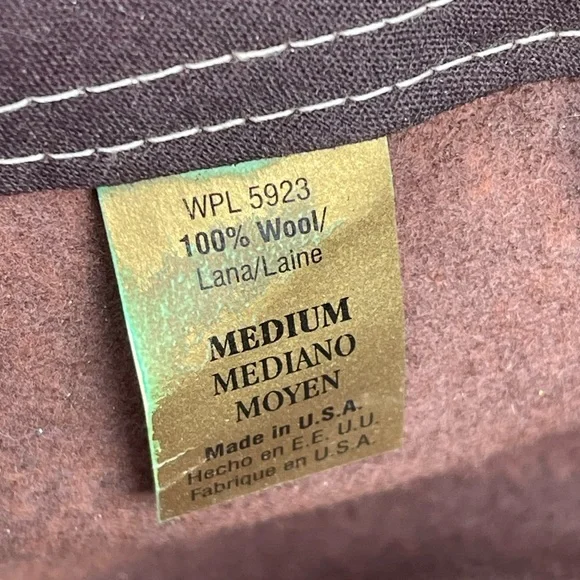 WPL 5923
100% Wool/
Lana/Laine
MEDIUM
MEDIANO
MOYEN
Made in U.S.A.
Hecho en E.E. U.U.
Fabrique en U.S.A.